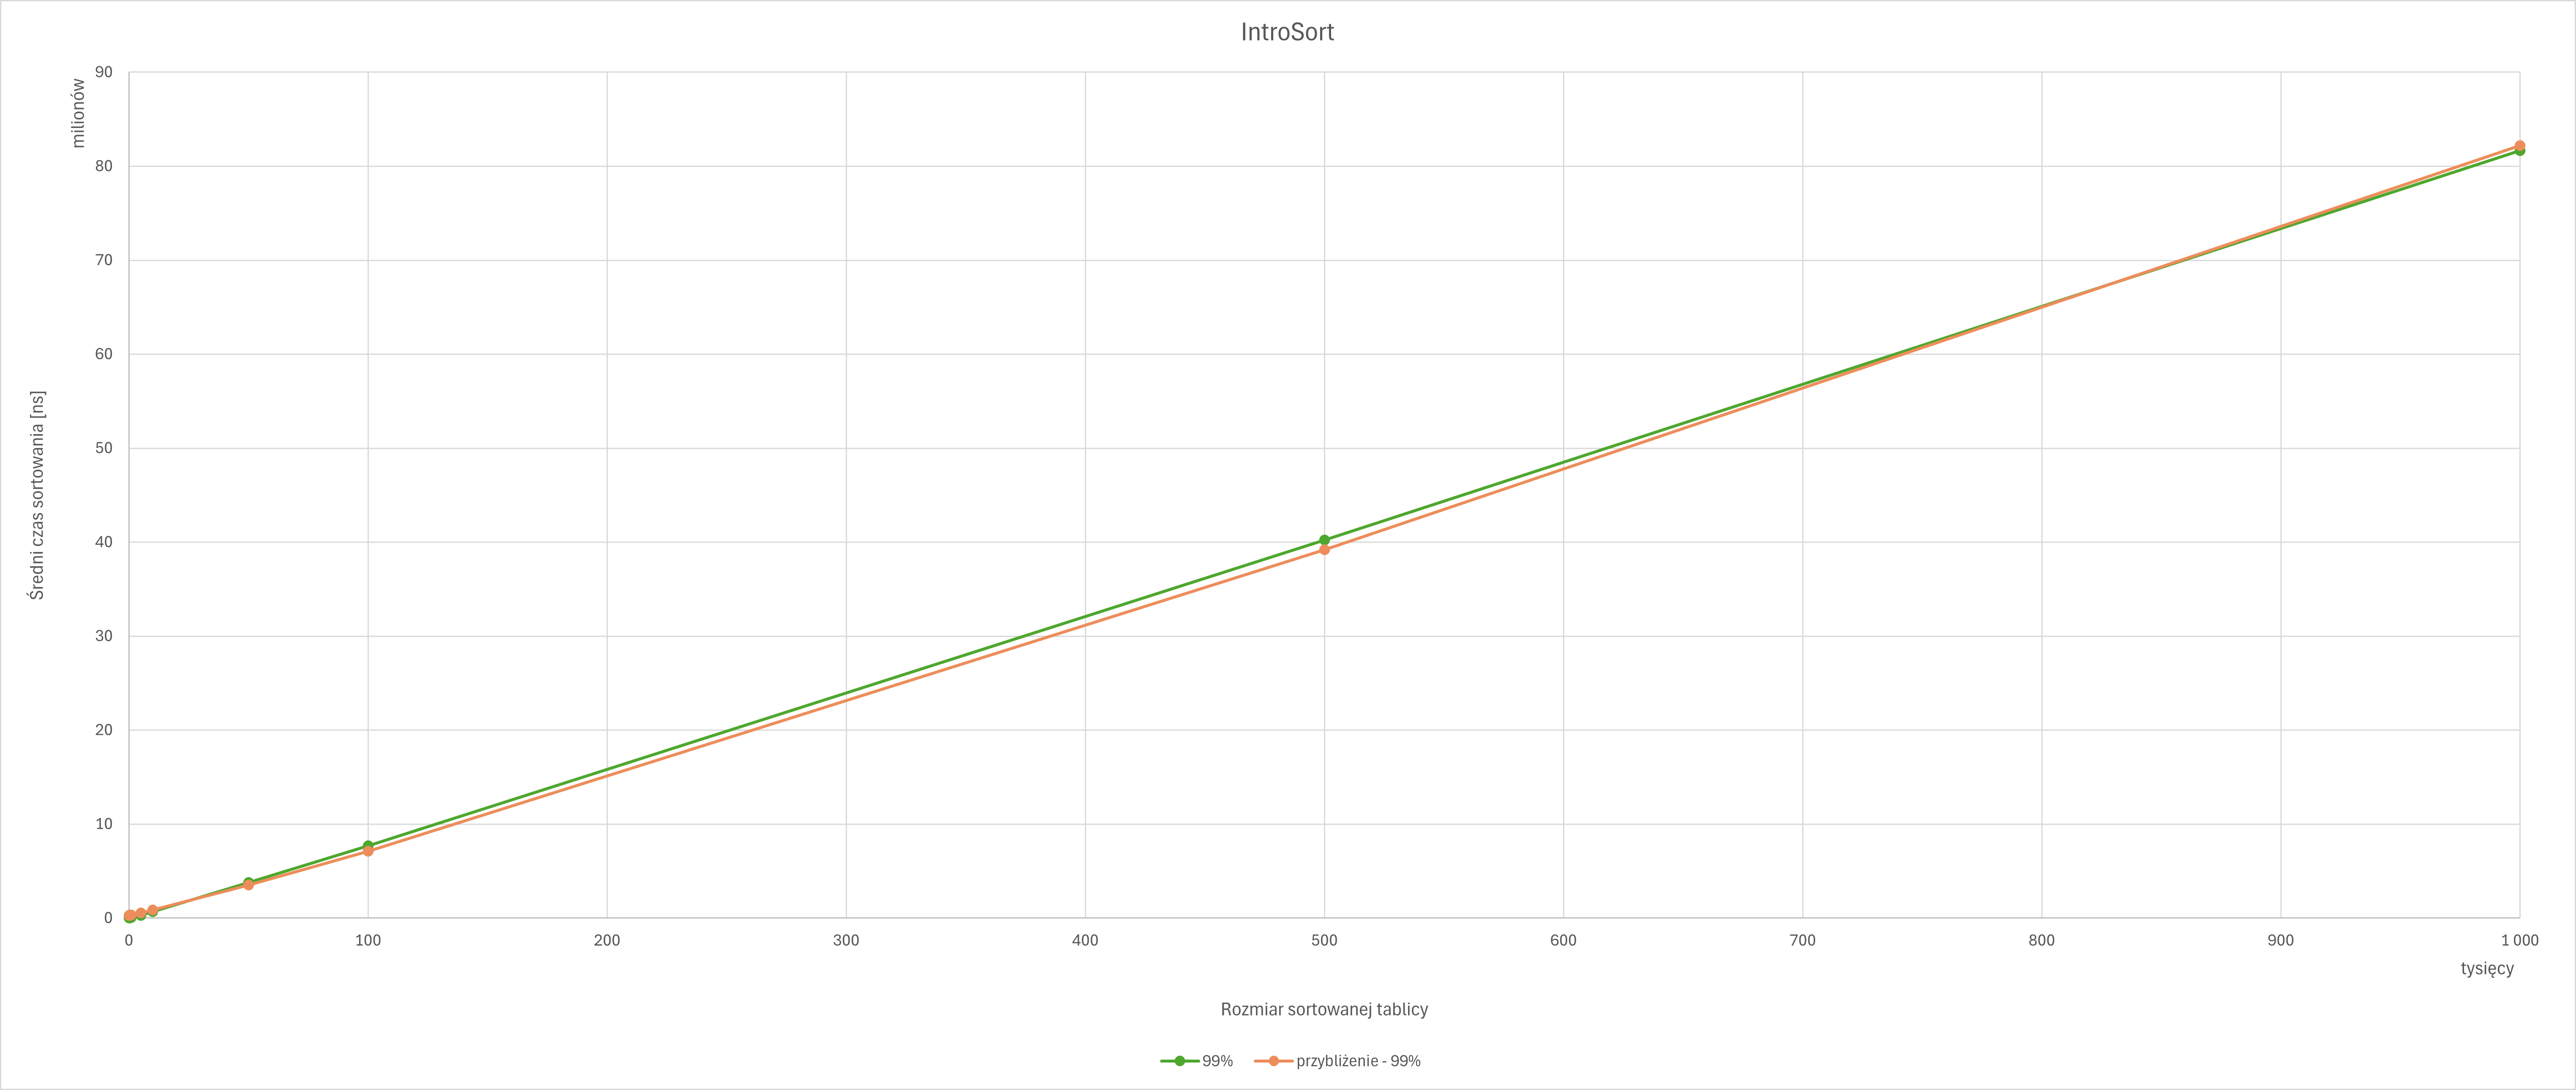 IntroSort
milionów
Średni czas sortowania [ns]
90
80
70
60
50
40
30
20
10
0
0 100 200 300 400 500 600 700 800 900 1 000
tysięcy
Rozmiar sortowanej tablicy
99% przybliżenie - 99%